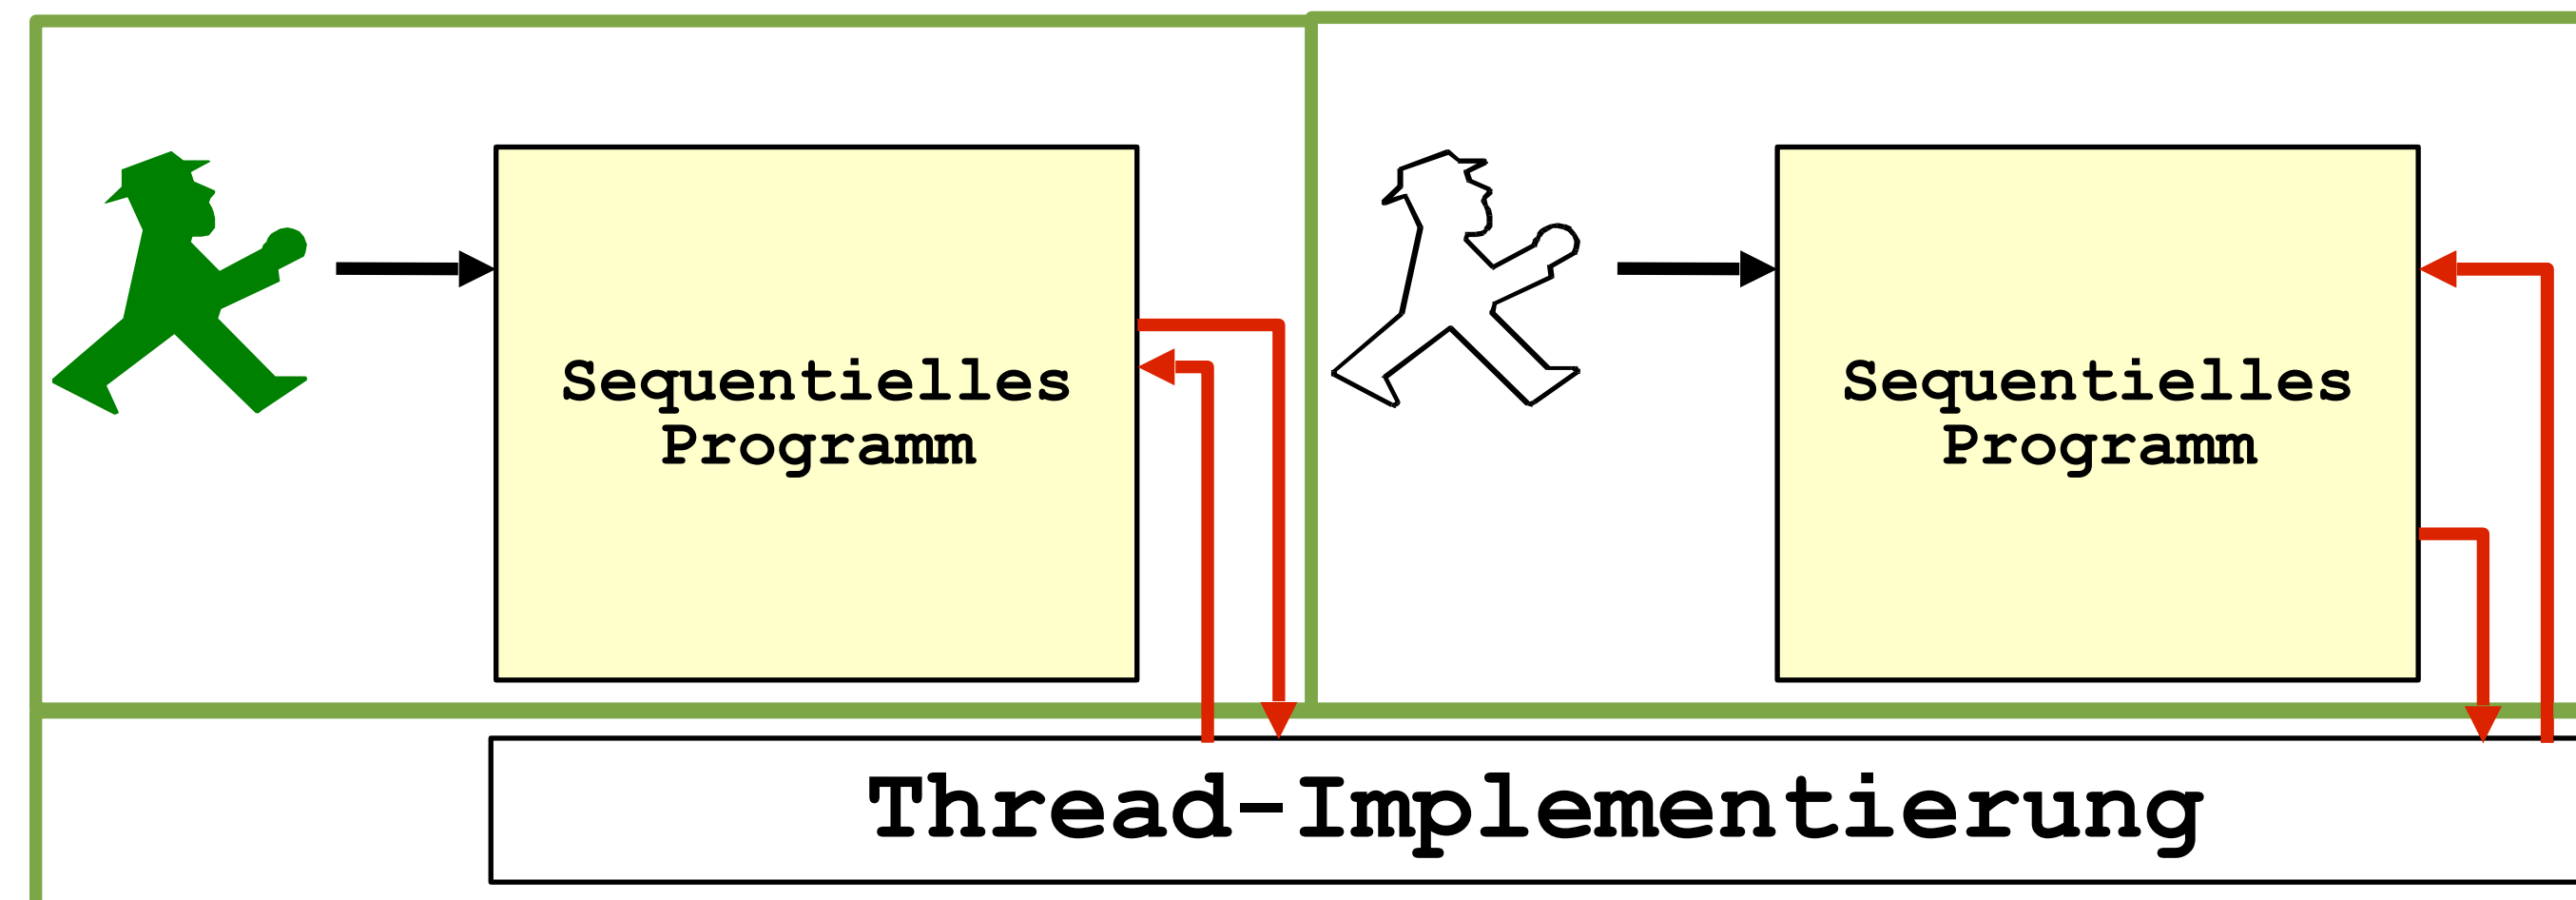 Sequentielles
Programm
Sequentielles
Programm
Thread-Implementierung